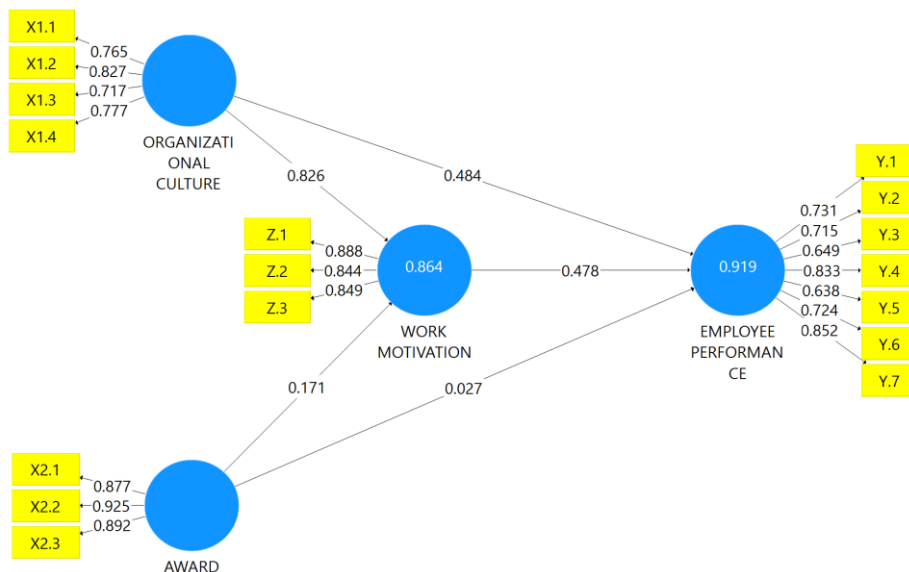 X1.1
0.765
X1.2
0.827
X1.3
0.717
X1.4
0.777
ORGANIZATI
ONAL
CULTURE
0.826
0.484
Z.1
0.888
Z.2
0.844
Z.3
0.849
0.864
WORK
MOTIVATION
0.478
0.919
EMPLOYEE
PERFORMAN
CE
Y.1
0.731
Y.2
0.715
Y.3
0.649
Y.4
0.833
Y.5
0.638
Y.6
0.724
Y.7
0.852
0.171
0.027
X2.1
0.877
X2.2
0.925
X2.3
0.892
AWARD